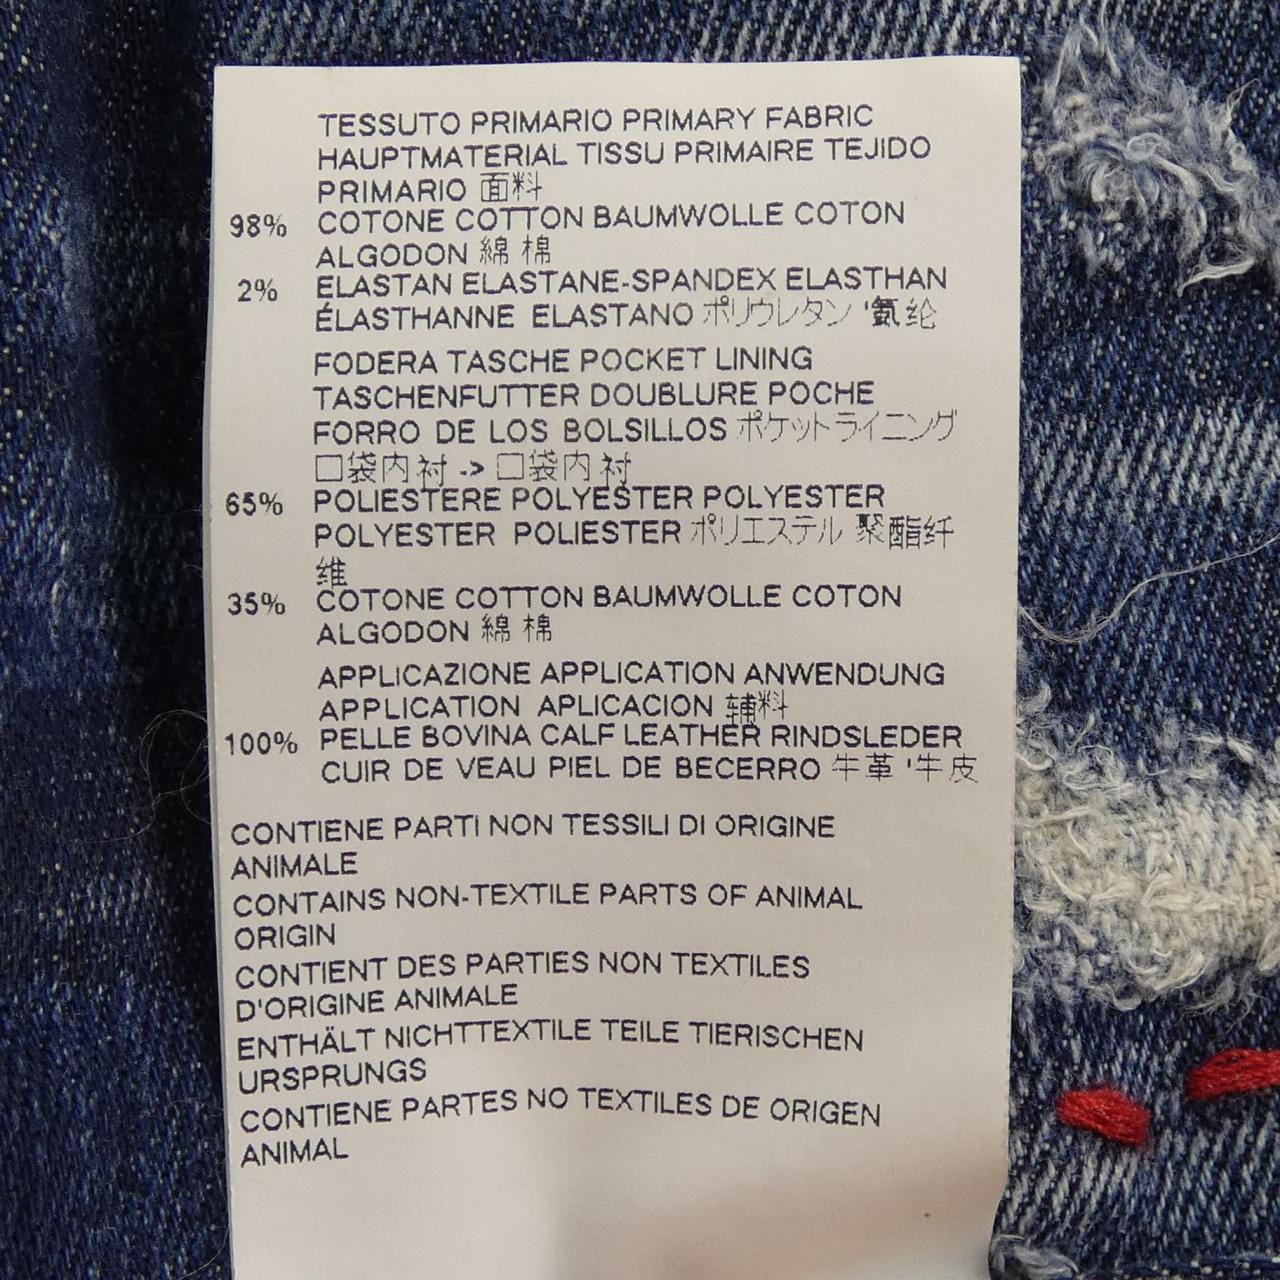 TESSUTO PRIMARIO PRIMARY FABRIC
HAUPTMATERIAL TISSU PRIMAIRE TEJIDO
PRIMARIO 面料
98% COTONE COTTON BAUMWOLLE COTON
ALGODON 綿 棉
2% ELASTAN ELASTANE-SPANDEX ELASTHAN
ÉLASTHANNE ELASTANO ポリウレタン '氨纶
FODERA TASCHE POCKET LINING
TASCHENFUTTER DOUBLURE POCHE
FORRO DE LOS BOLSILLOS ポケットライニング
口袋内衬 -> 口袋内衬
65% POLIESTERE POLYESTER POLYESTER
POLYESTER POLIESTER ポリエステル 聚酯纤
维
35% COTONE COTTON BAUMWOLLE COTON
ALGODON 綿 棉
APPLICAZIONE APPLICATION ANWENDUNG
APPLICATION APLICACION 辅料
100% PELLE BOVINA CALF LEATHER RINDSLEDER
CUIR DE VEAU PIEL DE BECERRO 牛革 '牛皮
CONTIENE PARTI NON TESSILI DI ORIGINE
ANIMALE
CONTAINS NON-TEXTILE PARTS OF ANIMAL
ORIGIN
CONTIENT DES PARTIES NON TEXTILES
D'ORIGINE ANIMALE
ENTHÄLT NICHTTEXTILE TEILE TIERISCHEN
URSPRUNGS
CONTIENE PARTES NO TEXTILES DE ORIGEN
ANIMAL